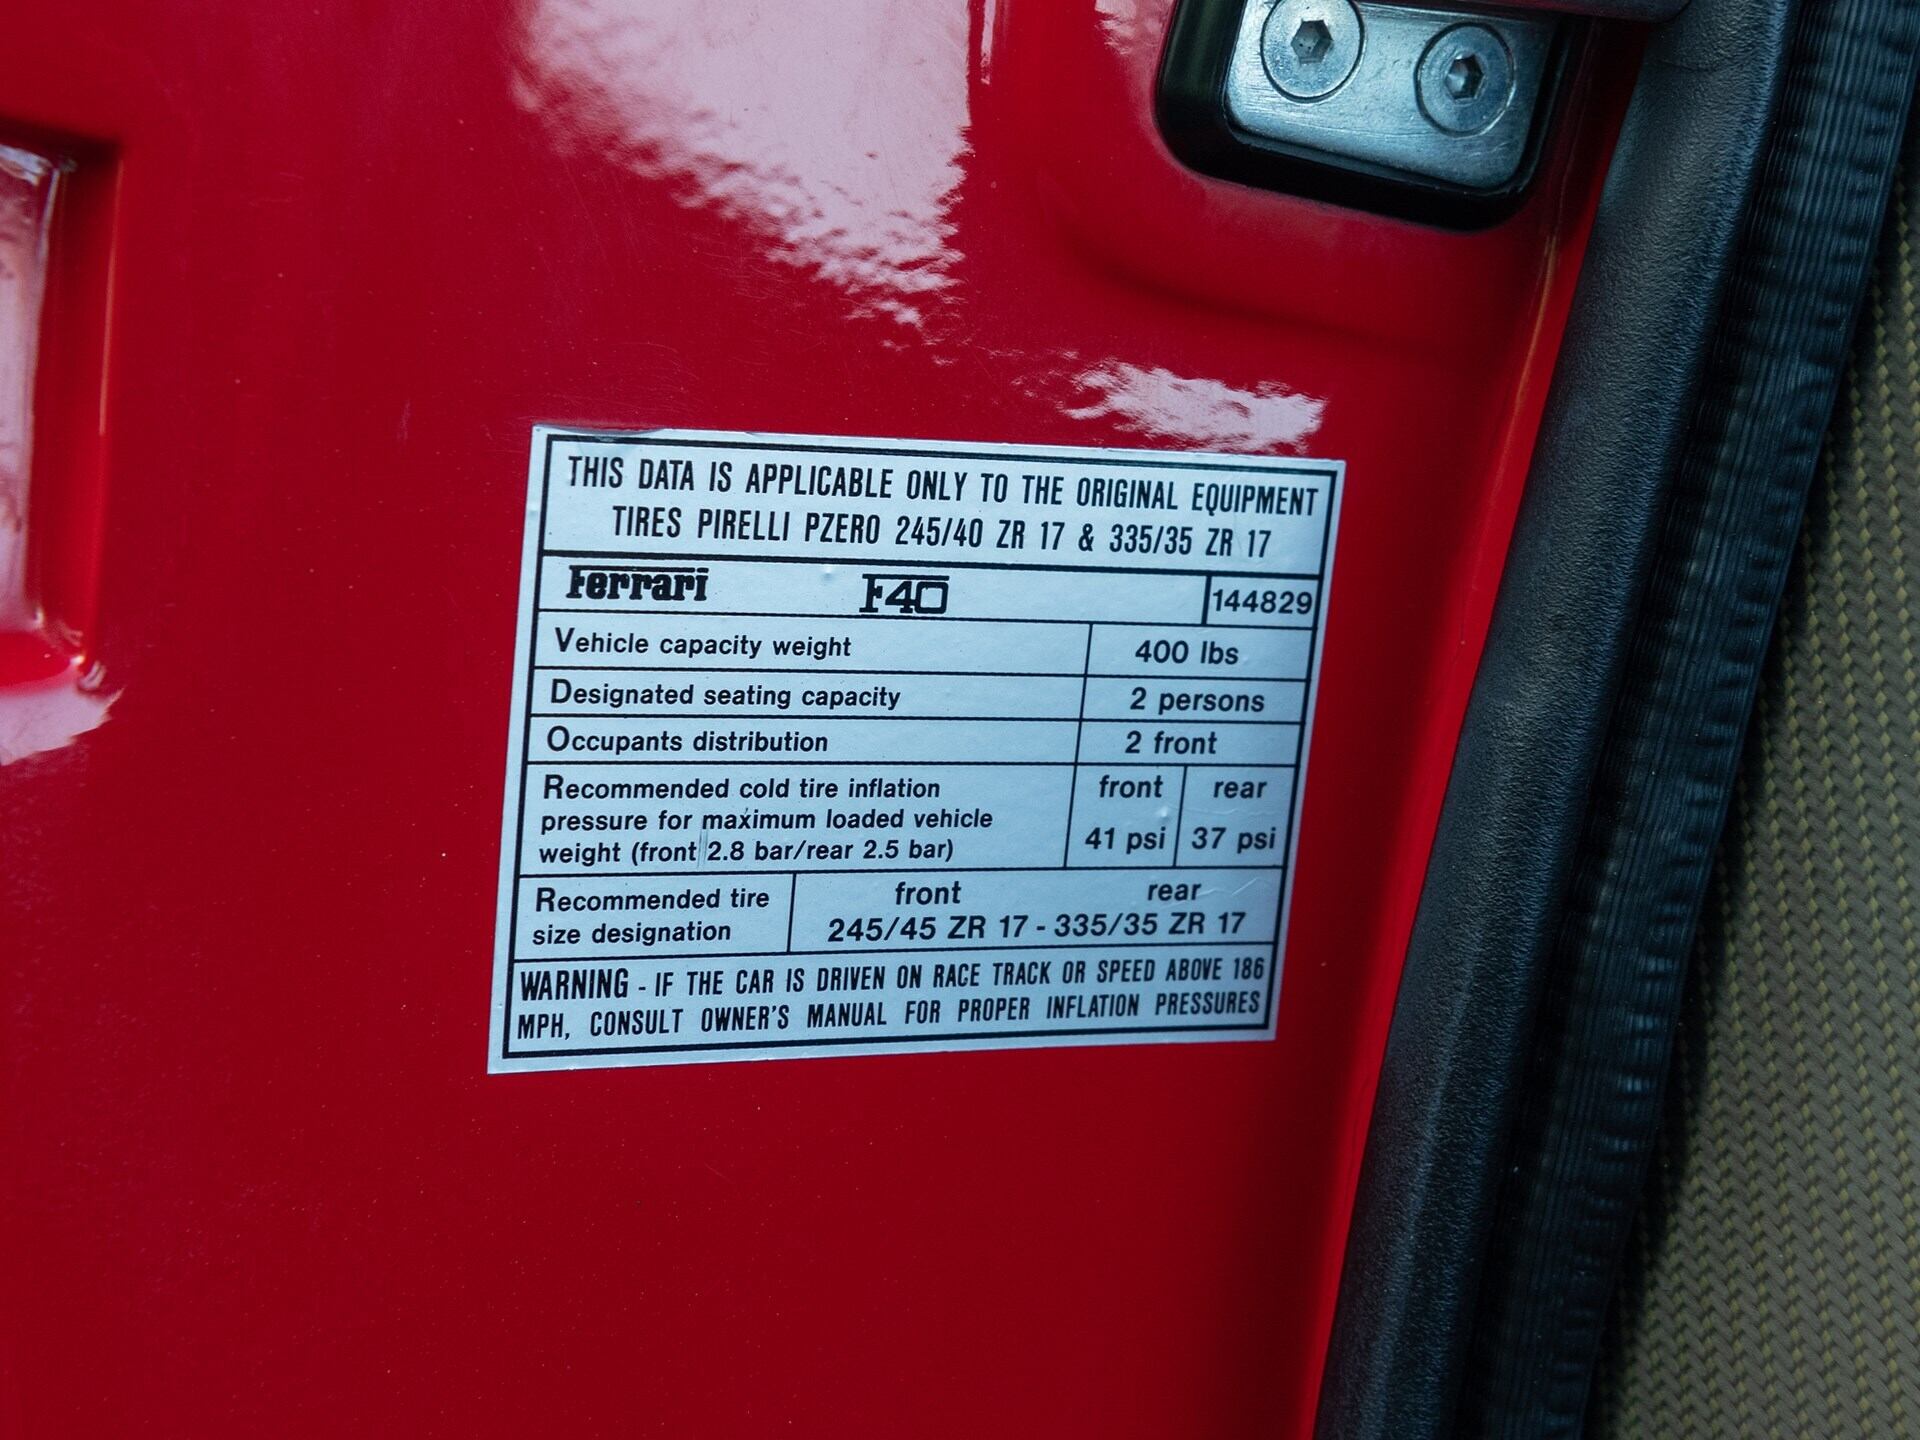 THIS DATA IS APPLICABLE ONLY TO THE ORIGINAL EQUIPMENT
TIRES PIRELLI PZERO 245/40 ZR 17 & 335/35 ZR 17
Ferrari F40 144829
Vehicle capacity weight 400 lbs
Designated seating capacity 2 persons
Occupants distribution 2 front
Recommended cold tire inflation front rear
pressure for maximum loaded vehicle
weight (front 2.8 bar/rear 2.5 bar) 41 psi 37 psi
Recommended tire front rear
size designation 245/45 ZR 17 - 335/35 ZR 17
WARNING - IF THE CAR IS DRIVEN ON RACE TRACK OR SPEED ABOVE 186
MPH, CONSULT OWNER'S MANUAL FOR PROPER INFLATION PRESSURES